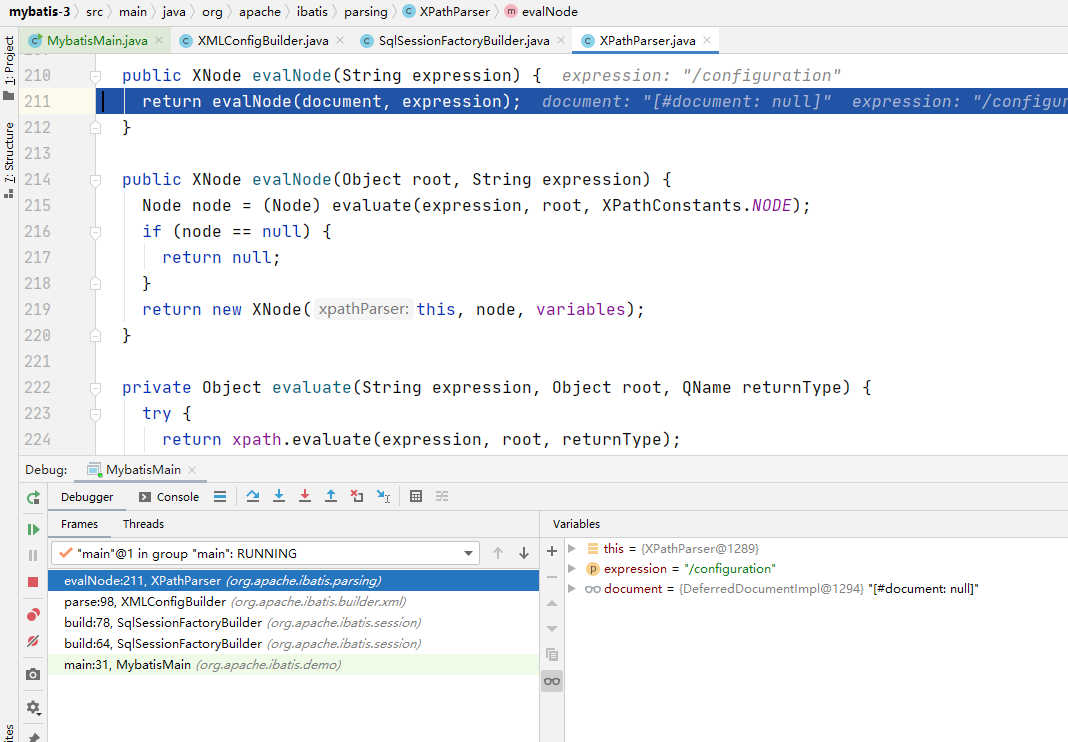 mybatis-3 src main java org apache ibatis parsing XPathParser evalNode
MybatisMain.java XMLConfigBuilder.java SqlSessionFactoryBuilder.java XPathParser.java
1: Project
7: Structure
210 public XNode evalNode(String expression) { expression: "/configuration"
211 return evalNode(document, expression); document: "[#document: null]" expression: "/configur
212 }
213
214 public XNode evalNode(Object root, String expression) {
215 Node node = (Node) evaluate(expression, root, XPathConstants.NODE);
216 if (node == null) {
217 return null;
218 }
219 return new XNode( xpathParser: this, node, variables);
220 }
221
222 private Object evaluate(String expression, Object root, QName returnType) {
223 try {
224 return xpath.evaluate(expression, root, returnType);
Debug: MybatisMain
Debugger Console
Frames Threads
Variables
"main"@1 in group "main": RUNNING
evalNode:211, XPathParser (org.apache.ibatis.parsing)
parse:98, XMLConfigBuilder (org.apache.ibatis.builder.xml)
build:78, SqlSessionFactoryBuilder (org.apache.ibatis.session)
build:64, SqlSessionFactoryBuilder (org.apache.ibatis.session)
main:31, MybatisMain (org.apache.ibatis.demo)
this = {XPathParser@1289}
expression = "/configuration"
document = {DeferredDocumentImpl@1294} "[#document: null]"